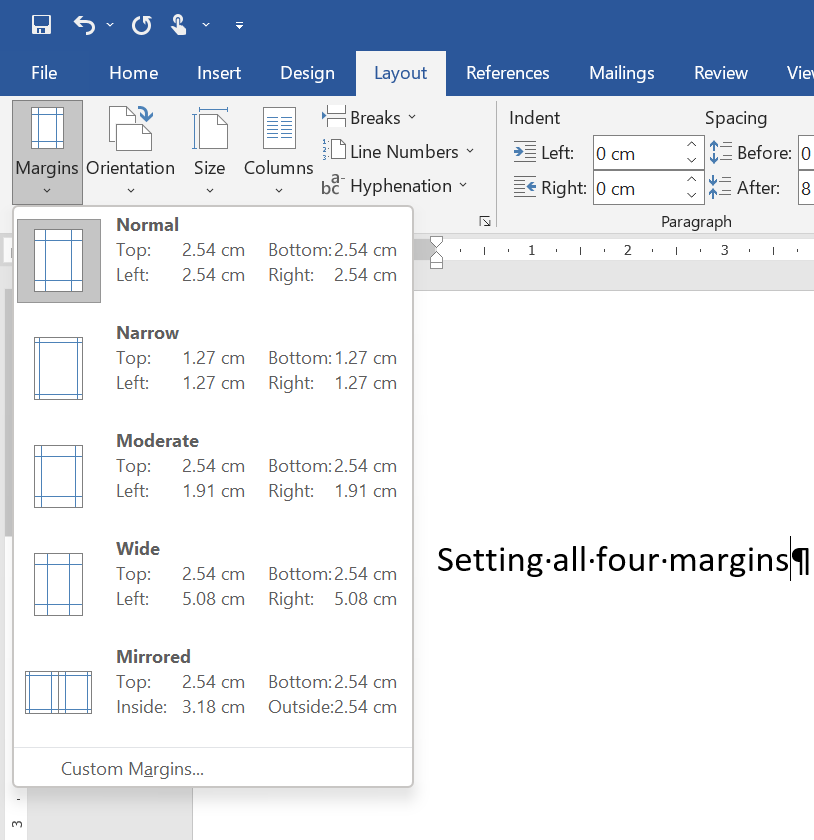 File Home Insert Design Layout References Mailings Review
Margins Orientation Size Columns
Breaks
Line Numbers
Hyphenation
Indent Spacing
Left: 0 cm Before: 0
Right: 0 cm After: 8
Paragraph
1 2 3
Normal
Top: 2.54 cm Bottom: 2.54 cm
Left: 2.54 cm Right: 2.54 cm
Narrow
Top: 1.27 cm Bottom: 1.27 cm
Left: 1.27 cm Right: 1.27 cm
Moderate
Top: 2.54 cm Bottom: 2.54 cm
Left: 1.91 cm Right: 1.91 cm
Wide
Top: 2.54 cm Bottom: 2.54 cm
Left: 5.08 cm Right: 5.08 cm
Mirrored
Top: 2.54 cm Bottom: 2.54 cm
Inside: 3.18 cm Outside: 2.54 cm
Custom Margins...
Setting·all·four·margins¶
3